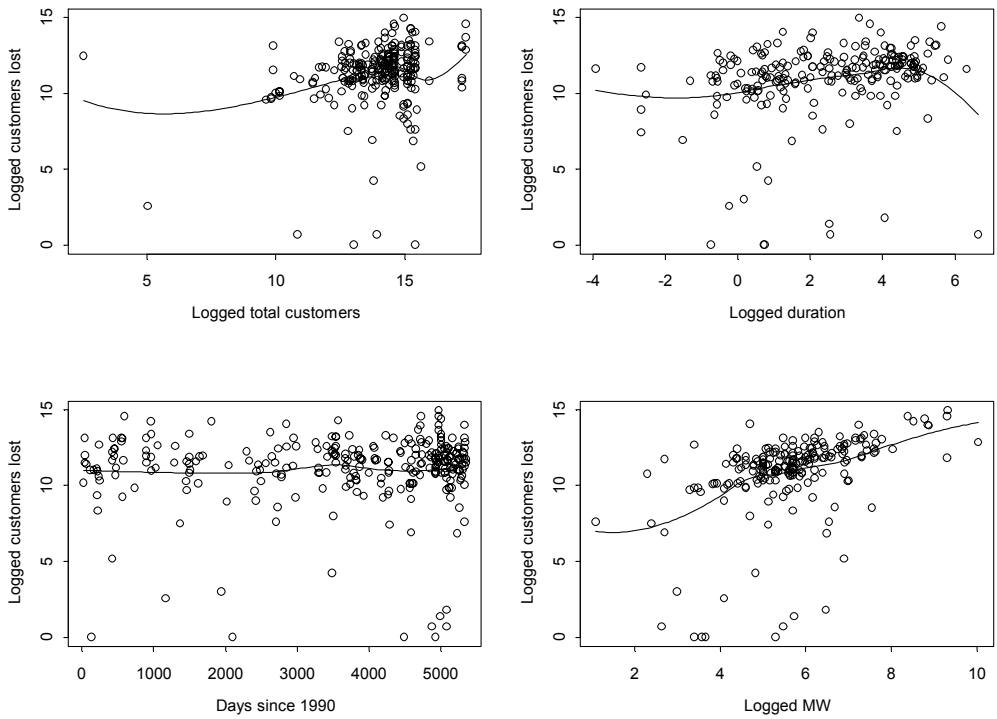 Logged customers lost
15
10
5
0
5 10 15
Logged total customers
Logged customers lost
15
10
5
0
-4 -2 0 2 4 6
Logged duration
Logged customers lost
15
10
5
0
0 1000 2000 3000 4000 5000
Days since 1990
Logged customers lost
15
10
5
0
2 4 6 8 10
Logged MW